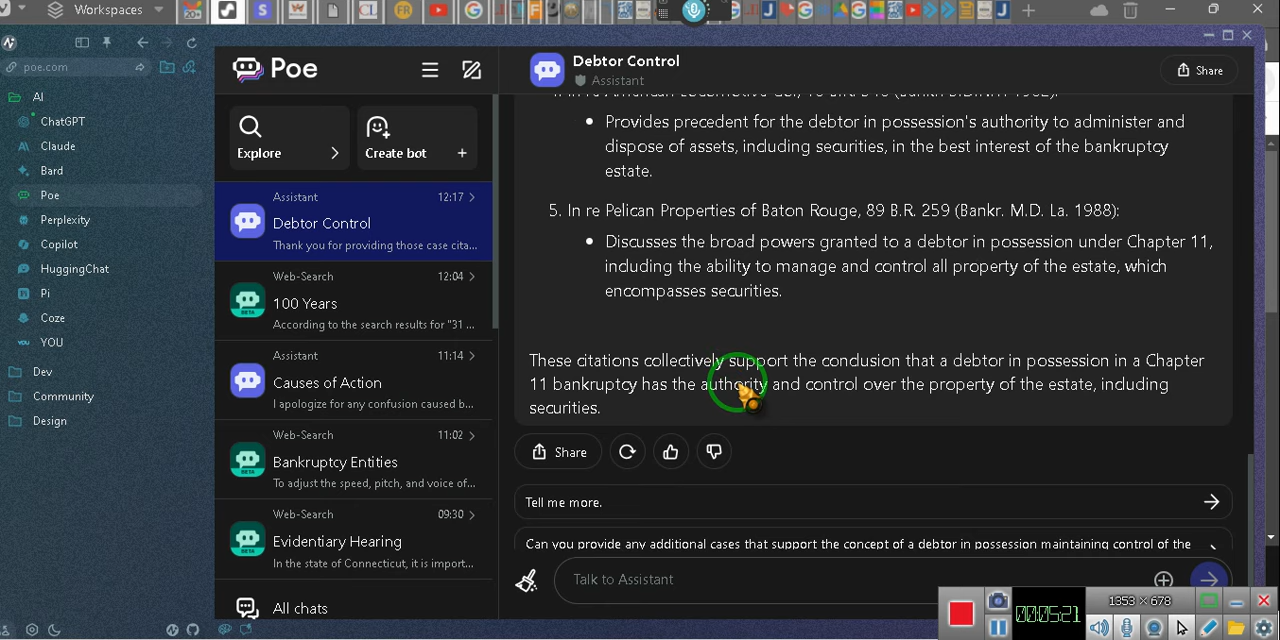 Workspaces
poe.com
AI
ChatGPT
Claude
Bard
Poe
Perplexity
Copilot
HuggingChat
Pi
Coze
YOU
Dev
Community
Design
Poe
Explore
Create bot
Assistant 12:17
Debtor Control
Thank you for providing those case cita...
Web-Search 12:04
100 Years
According to the search results for "31 ...
Assistant 11:14
Causes of Action
I apologize for any confusion caused b...
Web-Search 11:02
Bankruptcy Entities
To adjust the speed, pitch, and voice of...
Web-Search 09:30
Evidentiary Hearing
In the state of Connecticut, it is import...
All chats
Debtor Control
Assistant
Share
Provides precedent for the debtor in possession's authority to administer and
dispose of assets, including securities, in the best interest of the bankruptcy
estate.
5. In re Pelican Properties of Baton Rouge, 89 B.R. 259 (Bankr. M.D. La. 1988):
Discusses the broad powers granted to a debtor in possession under Chapter 11,
including the ability to manage and control all property of the estate, which
encompasses securities.
These citations collectively support the conclusion that a debtor in possession in a Chapter
11 bankruptcy has the authority and control over the property of the estate, including
securities.
Share
Tell me more.
Can you provide any additional cases that support the concept of a debtor in possession maintaining control of the
Talk to Assistant
00:05:21
1353 × 678